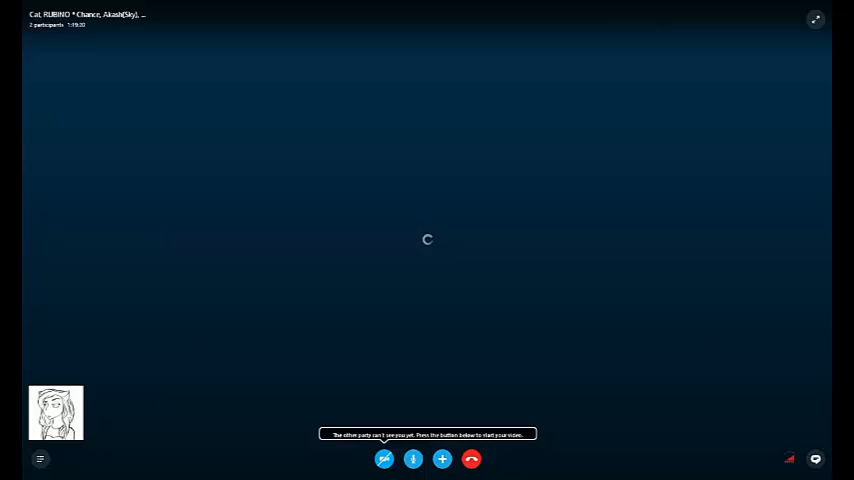 Cat, RUBINO * Chance, Akash(Sky), ...
2 participants 1:19:20
The other party can't see you yet. Press the button below to start your video.